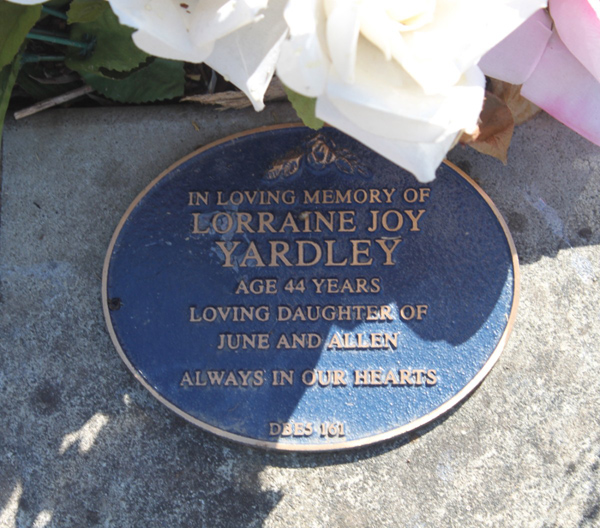 IN LOVING MEMORY OF
LORRAINE JOY
YARDLEY
AGE 44 YEARS
LOVING DAUGHTER OF
JUNE AND ALLEN
ALWAYS IN OUR HEARTS